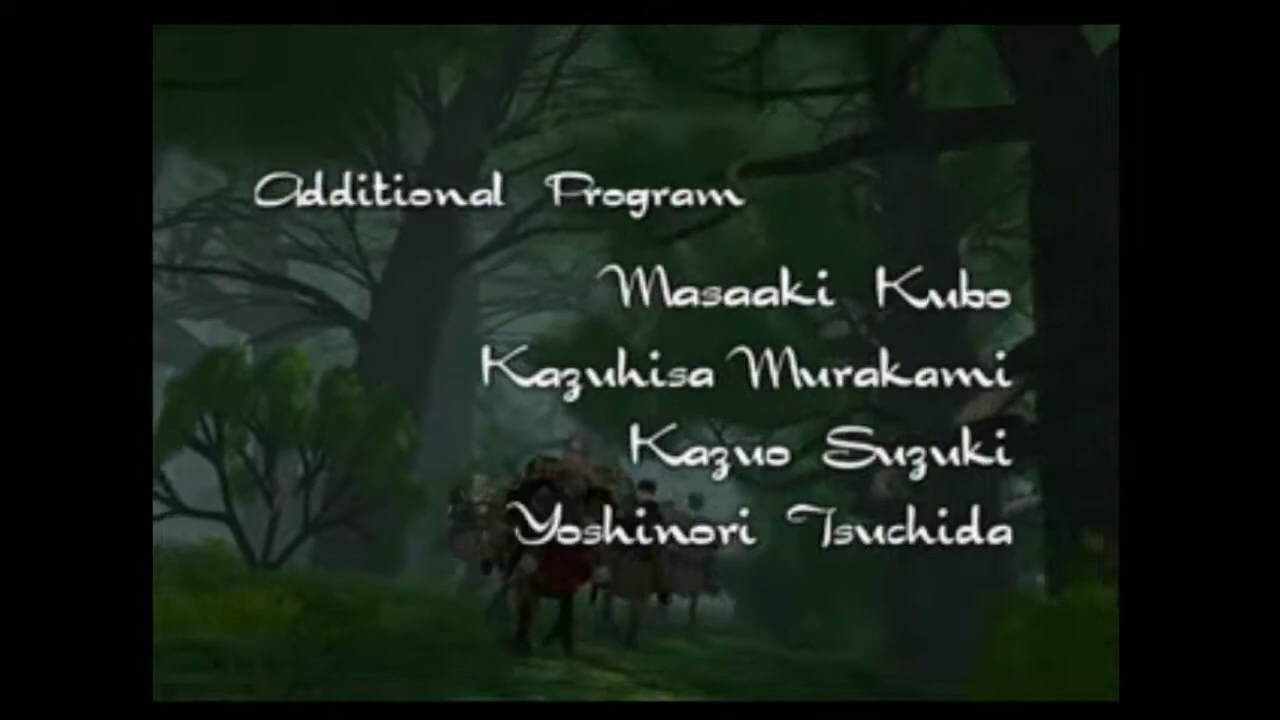 Additional Program
Masaaki Kubo
Kazuhisa Murakami
Kazuo Suzuki
Yoshinori Tsuchida